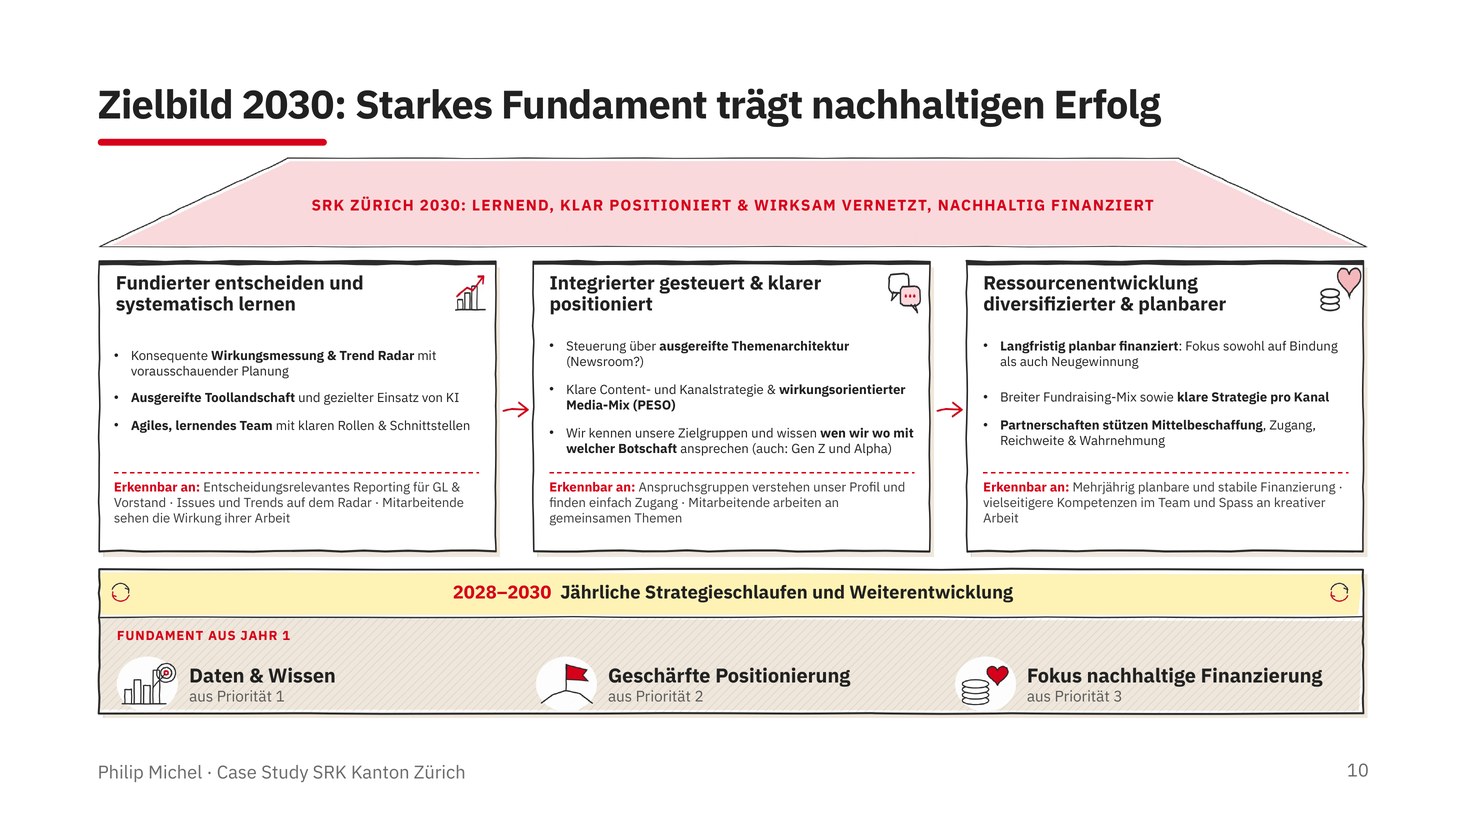 Zielbild 2030: Starkes Fundament trägt nachhaltigen Erfolg
SRK ZÜRICH 2030: LERNEND, KLAR POSITIONIERT & WIRKSAM VERNETZT, NACHHALTIG FINANZIERT
Fundierter entscheiden und
systematisch lernen
• Konsequente Wirkungsmessung & Trend Radar mit
vorausschauender Planung
• Ausgereifte Toollandschaft und gezielter Einsatz von KI
• Agiles, lernendes Team mit klaren Rollen & Schnittstellen
Erkennbar an: Entscheidungsrelevantes Reporting für GL &
Vorstand · Issues und Trends auf dem Radar · Mitarbeitende
sehen die Wirkung ihrer Arbeit
Integrierter gesteuert & klarer
positioniert
• Steuerung über ausgereifte Themenarchitektur
(Newsroom?)
• Klare Content- und Kanalstrategie & wirkungsorientierter
Media-Mix (PESO)
• Wir kennen unsere Zielgruppen und wissen wen wir wo mit
welcher Botschaft ansprechen (auch: Gen Z und Alpha)
Erkennbar an: Anspruchsgruppen verstehen unser Profil und
finden einfach Zugang · Mitarbeitende arbeiten an
gemeinsamen Themen
Ressourcenentwicklung
diversifizierter & planbarer
• Langfristig planbar finanziert: Fokus sowohl auf Bindung
als auch Neugewinnung
• Breiter Fundraising-Mix sowie klare Strategie pro Kanal
• Partnerschaften stützen Mittelbeschaffung, Zugang,
Reichweite & Wahrnehmung
Erkennbar an: Mehrjährig planbare und stabile Finanzierung ·
vielseitigere Kompetenzen im Team und Spass an kreativer
Arbeit
2028–2030 Jährliche Strategieschlaufen und Weiterentwicklung
FUNDAMENT AUS JAHR 1
Daten & Wissen
aus Priorität 1
Geschärfte Positionierung
aus Priorität 2
Fokus nachhaltige Finanzierung
aus Priorität 3
Philip Michel · Case Study SRK Kanton Zürich
10